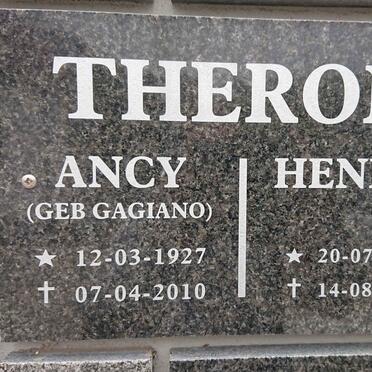 THERO
ANCY
(GEB GAGIANO)
★ 12-03-1927
✝ 07-04-2010
HEN
★ 20-07
✝ 14-08